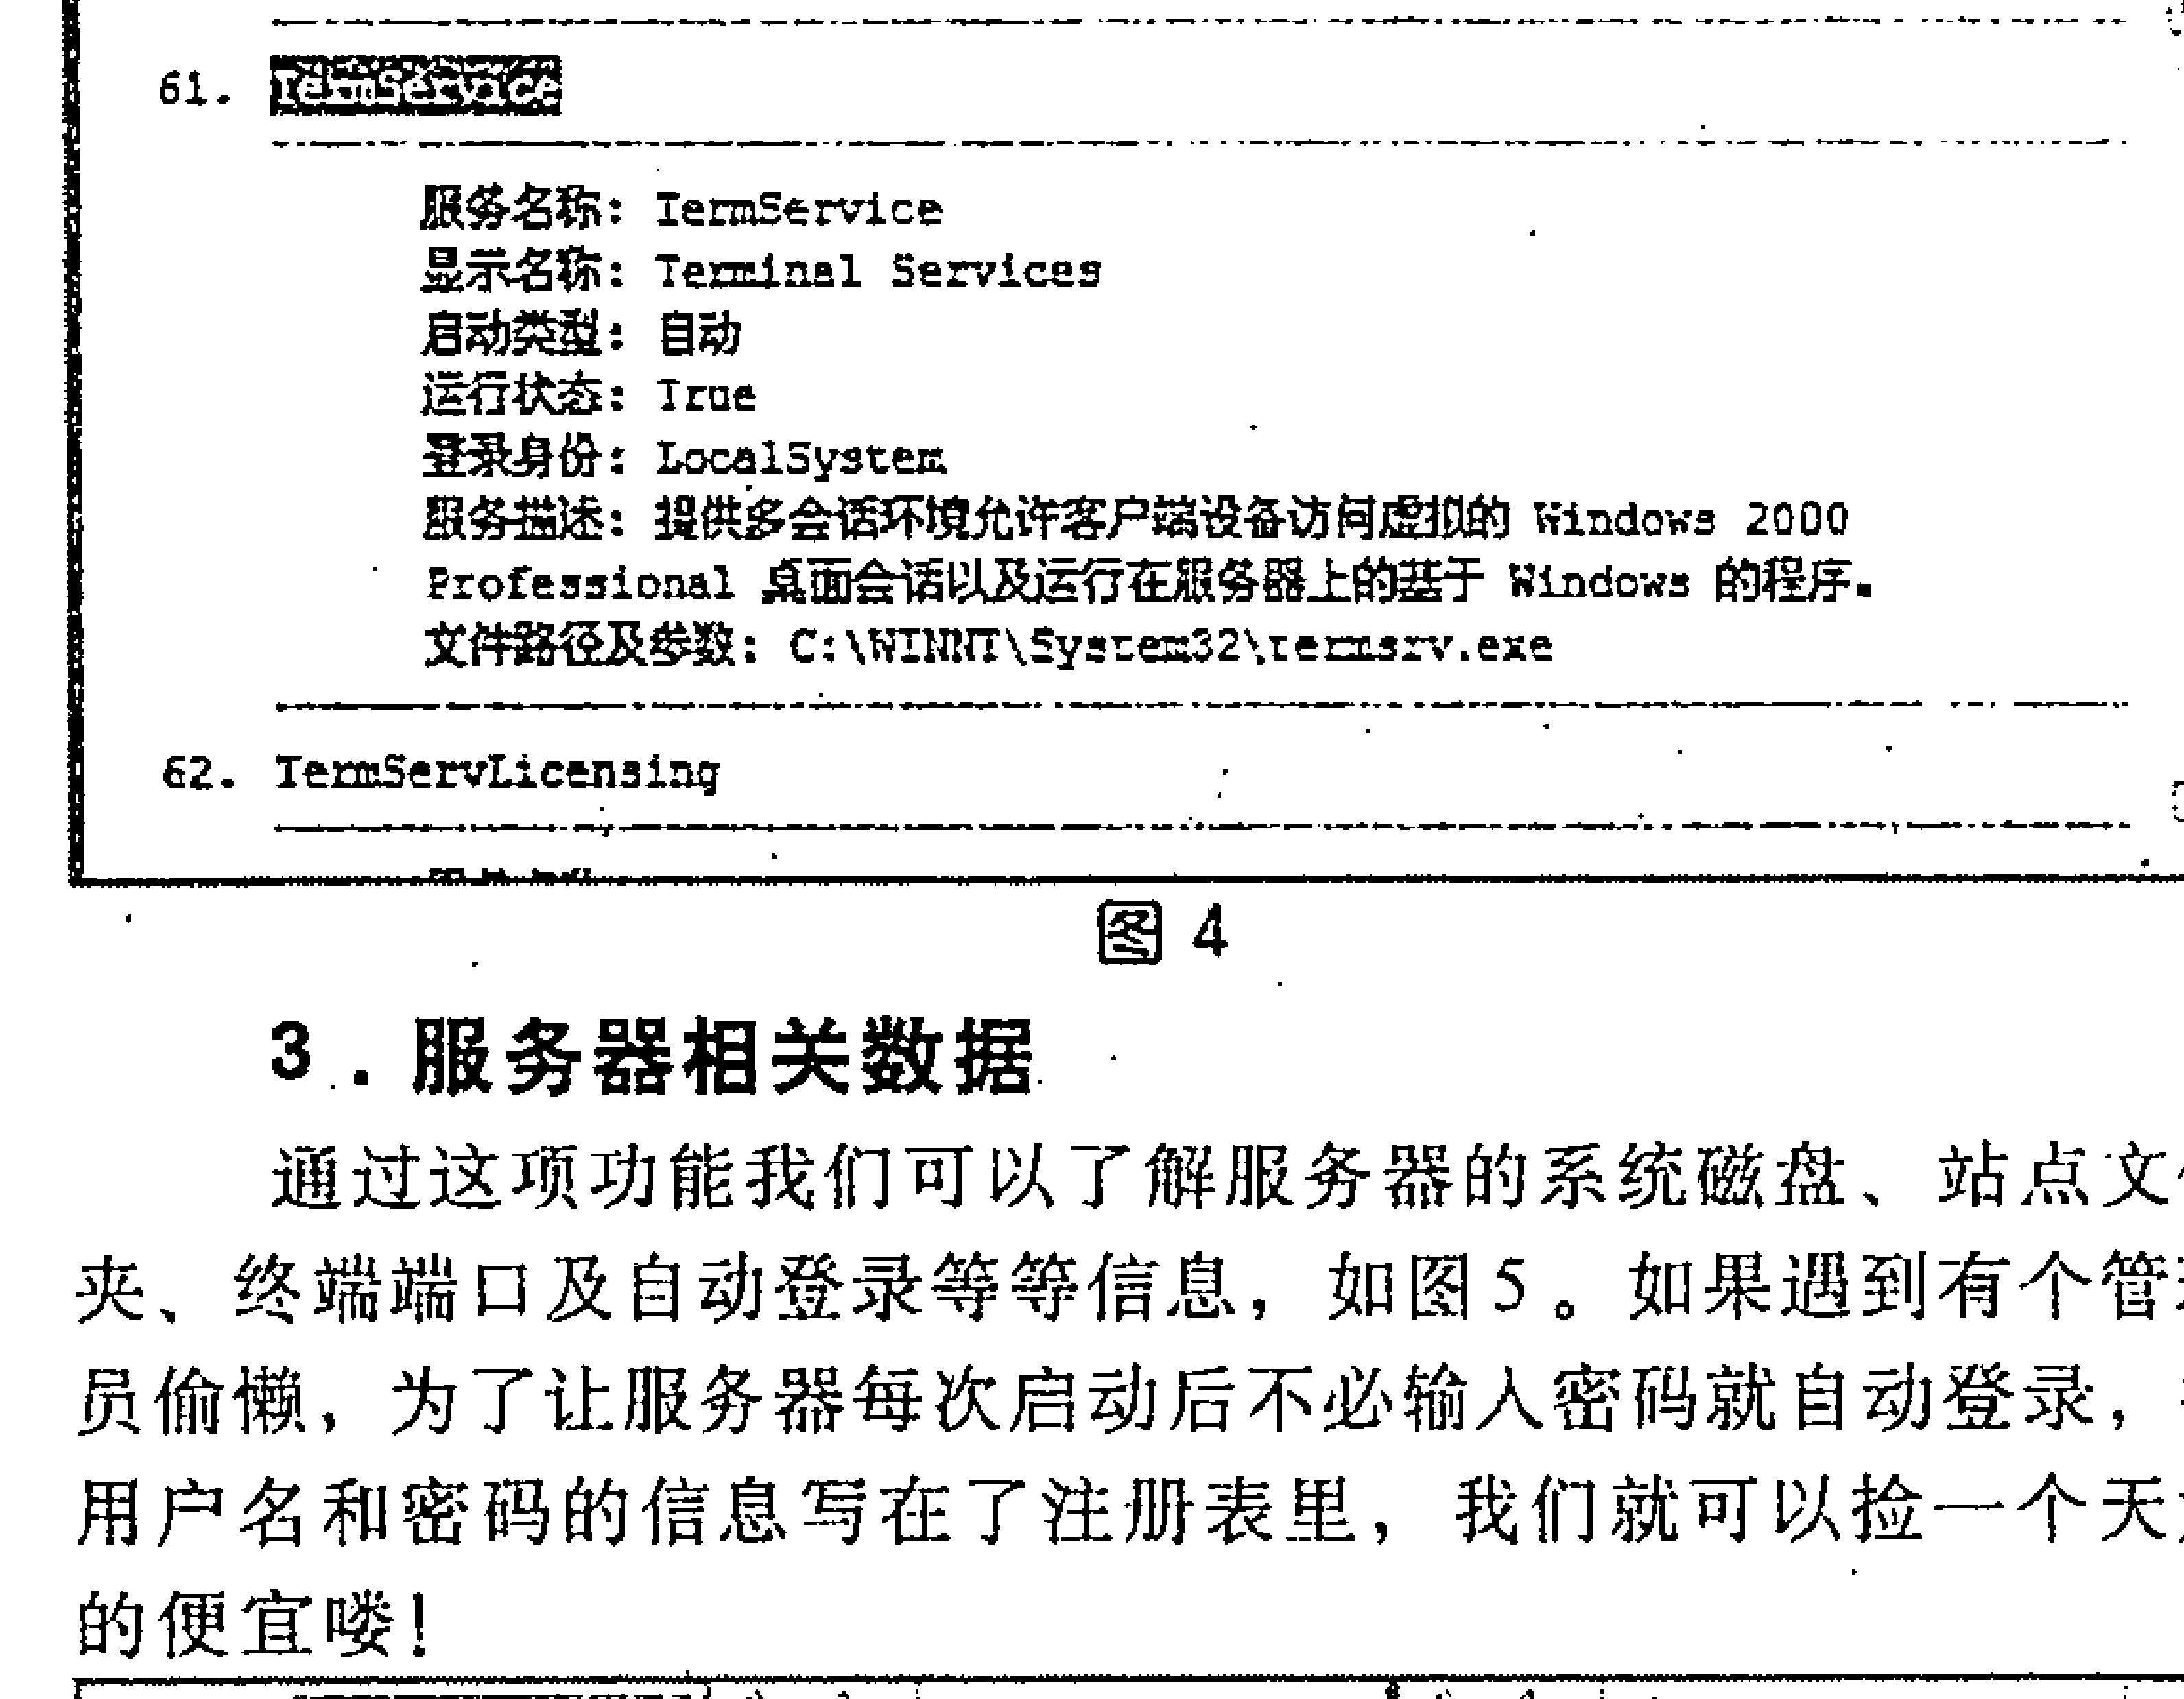 61. TermService
服务名称: TermService
显示名称: Terminal Services
启动类型: 自动
运行状态: True
登录身份: LocalSystem
服务描述: 提供多会话环境允许客户端设备访问虚拟的 Windows 2000
Professional 桌面会话以及运行在服务器上的基于 Windows 的程序。
文件路径及参数: C:\WINNT\System32\termsrv.exe
62. TermServLicensing
图 4
3．服务器相关数据
通过这项功能我们可以了解服务器的系统磁盘、站点文
夹、终端端口及自动登录等等信息，如图5。如果遇到有个管
员偷懒，为了让服务器每次启动后不必输入密码就自动登录，
用户名和密码的信息写在了注册表里，我们就可以捡一个天
的便宜喽！